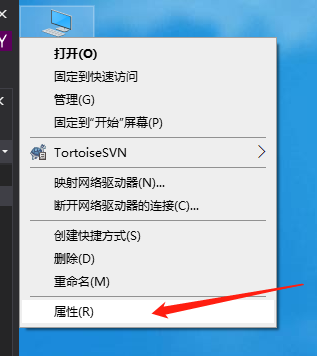 Y
打开(O)
固定到快速访问
管理(G)
固定到“开始”屏幕(P)
TortoiseSVN
映射网络驱动器(N)...
断开网络驱动器的连接(C)...
创建快捷方式(S)
删除(D)
重命名(M)
属性(R)